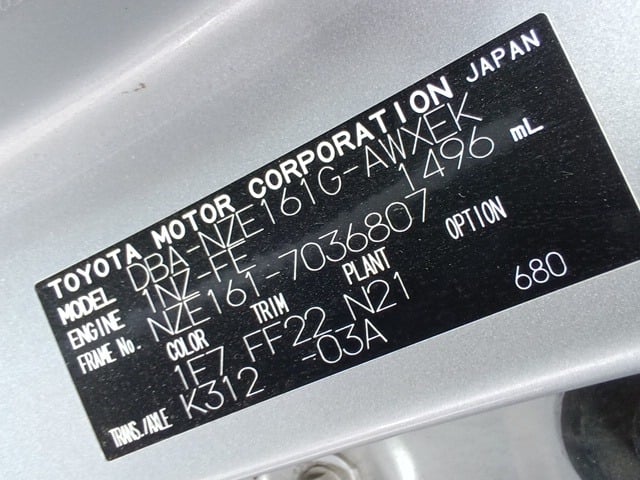 TOYOTA MOTOR CORPORATION JAPAN
MODEL DBA-NZE161G-AWXEK
ENGINE 1NZ-FE 1496 mL
FRAME No. NZE161-7036807
COLOR TRIM PLANT OPTION
1F7 FF22 N21 680
TRANS./AXLE K312 -03A